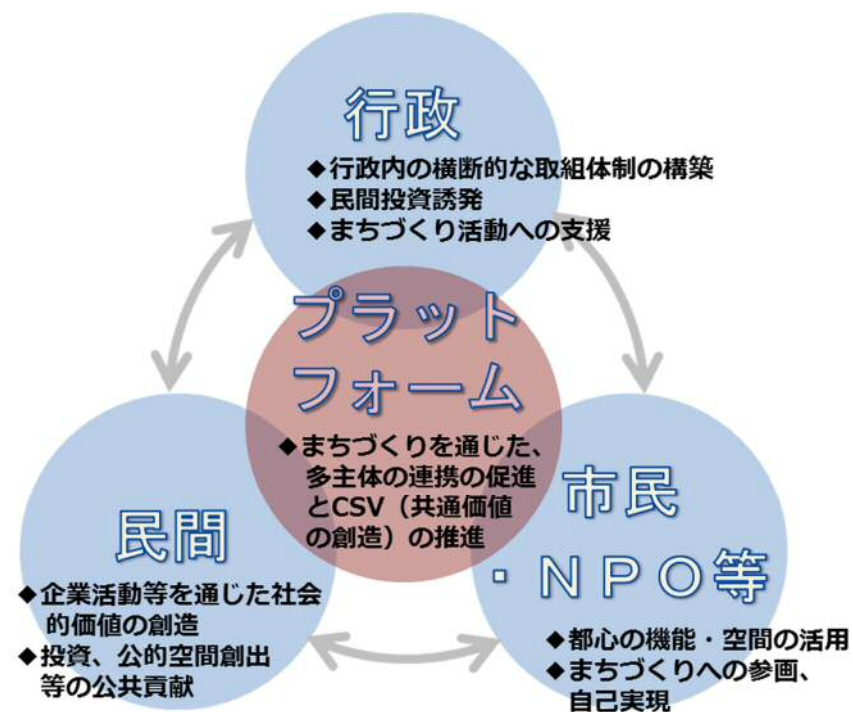 行政
◆行政内の横断的な取組体制の構築
◆民間投資誘発
◆まちづくり活動への支援
プラット
フォーム
◆まちづくりを通じた、
多主体の連携の促進
とCSV（共通価値
の創造）の推進
民間
◆企業活動等を通じた社会
的価値の創造
◆投資、公的空間創出
等の公共貢献
市民
・ＮＰＯ等
◆都心の機能・空間の活用
◆まちづくりへの参画、
自己実現